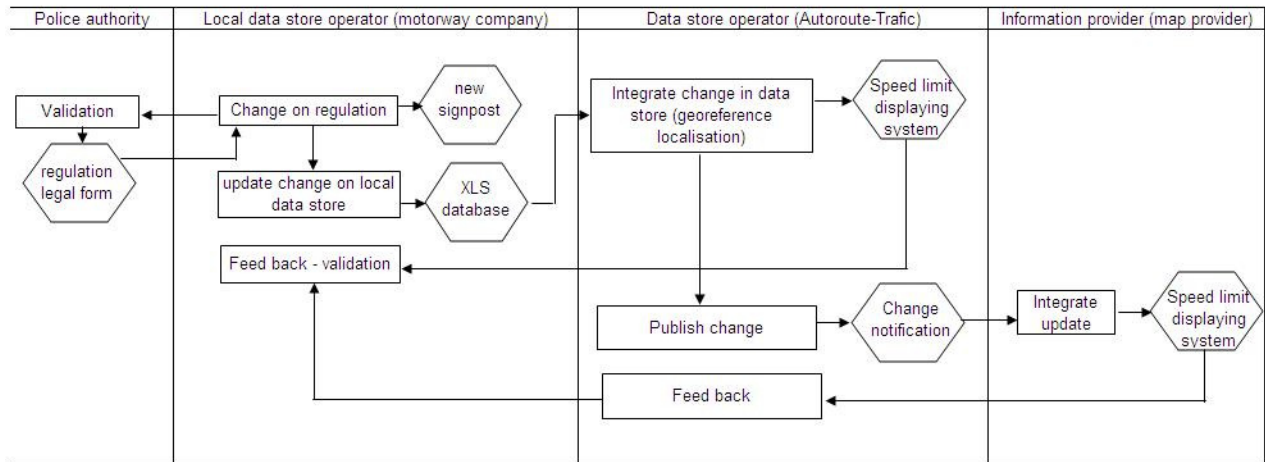 Police authority
Local data store operator (motorway company)
Data store operator (Autoroute-Trafic)
Information provider (map provider)
Validation
regulation
legal form
Change on regulation
new
signpost
update change on local
data store
XLS
database
Feed back - validation
Integrate change in data
store (georeference
localisation)
Speed limit
displaying
system
Publish change
Change
notification
Feed back
Integrate
update
Speed limit
displaying
system